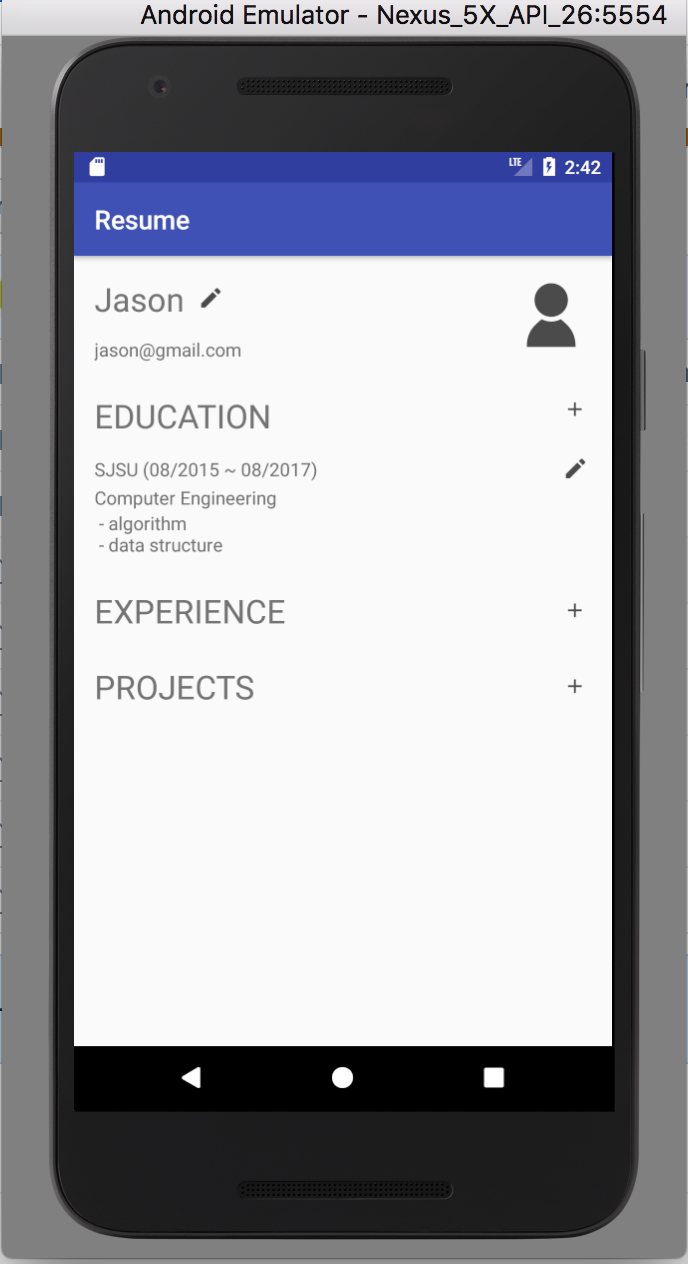 Android Emulator - Nexus_5X_API_26:5554
LTE 2:42
Resume
Jason
jason@gmail.com
EDUCATION +
SJSU (08/2015 ~ 08/2017)
Computer Engineering
- algorithm
- data structure
EXPERIENCE +
PROJECTS +